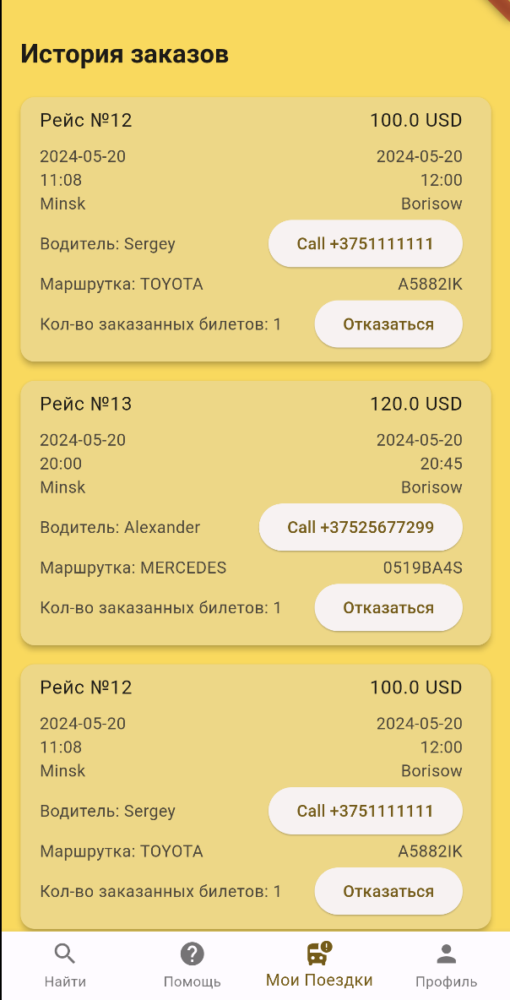 История заказов
Рейс №12 100.0 USD
2024-05-20 2024-05-20
11:08 12:00
Minsk Borisow
Водитель: Sergey Call +3751111111
Маршрутка: TOYOTA A5882IK
Кол-во заказанных билетов: 1 Отказаться
Рейс №13 120.0 USD
2024-05-20 2024-05-20
20:00 20:45
Minsk Borisow
Водитель: Alexander Call +37525677299
Маршрутка: MERCEDES 0519BA4S
Кол-во заказанных билетов: 1 Отказаться
Рейс №12 100.0 USD
2024-05-20 2024-05-20
11:08 12:00
Minsk Borisow
Водитель: Sergey Call +3751111111
Маршрутка: TOYOTA A5882IK
Кол-во заказанных билетов: 1 Отказаться
Найти Помощь Мои Поездки Профиль